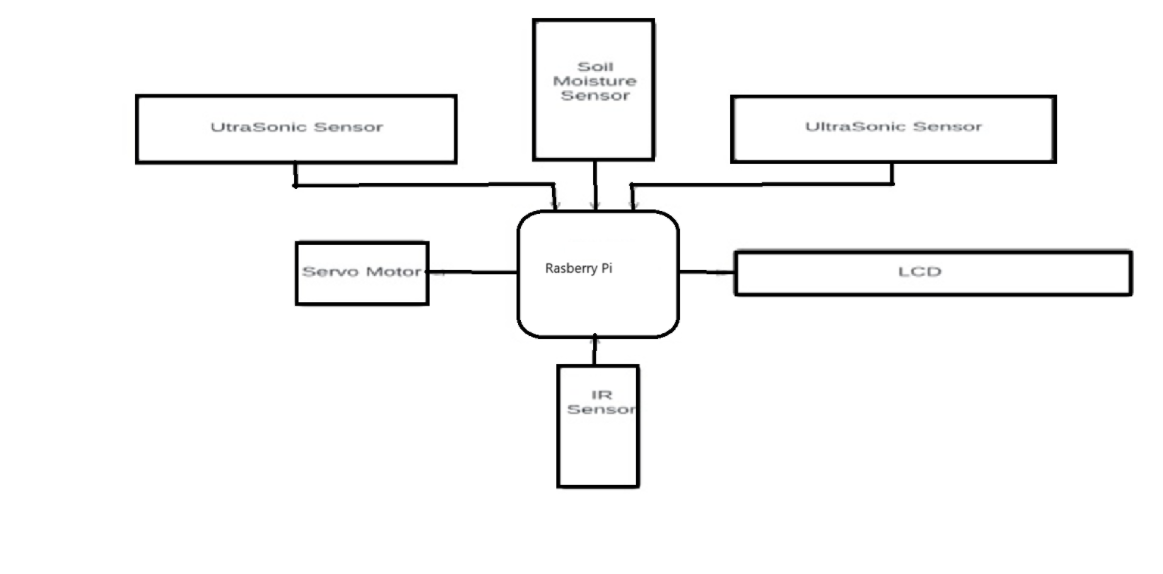 Soil
Moisture
Sensor
UtraSonic Sensor
UltraSonic Sensor
Servo Motor
Rasberry Pi
LCD
IR
Sensor